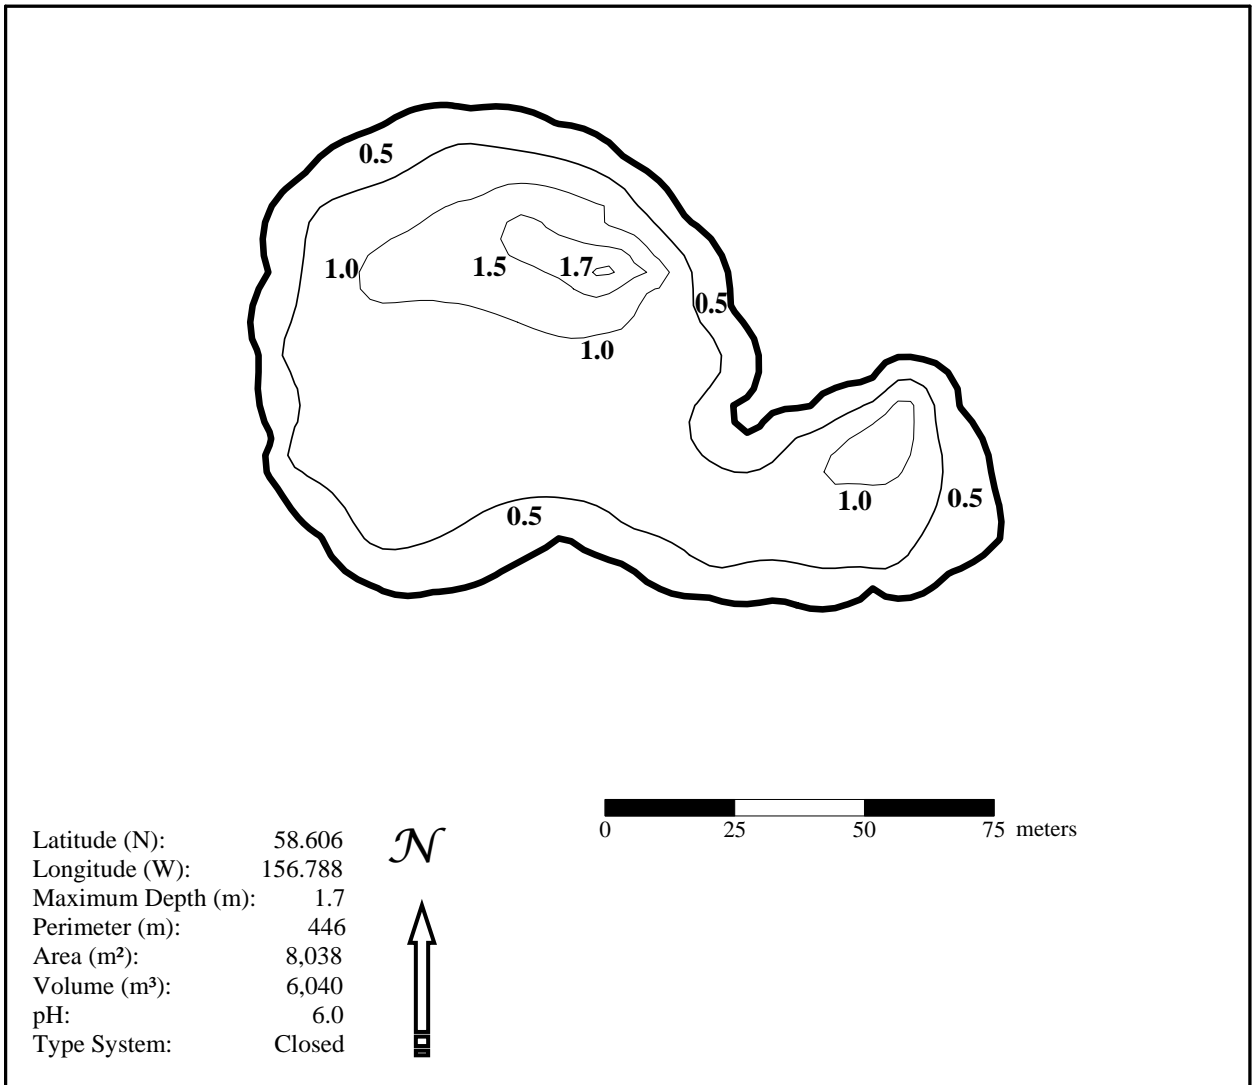 0.5
1.0
1.5
1.7
0.5
1.0
0.5
1.0
0.5
0 25 50 75 meters
N
Latitude (N): 58.606
Longitude (W): 156.788
Maximum Depth (m): 1.7
Perimeter (m): 446
Area (m²): 8,038
Volume (m³): 6,040
pH: 6.0
Type System: Closed